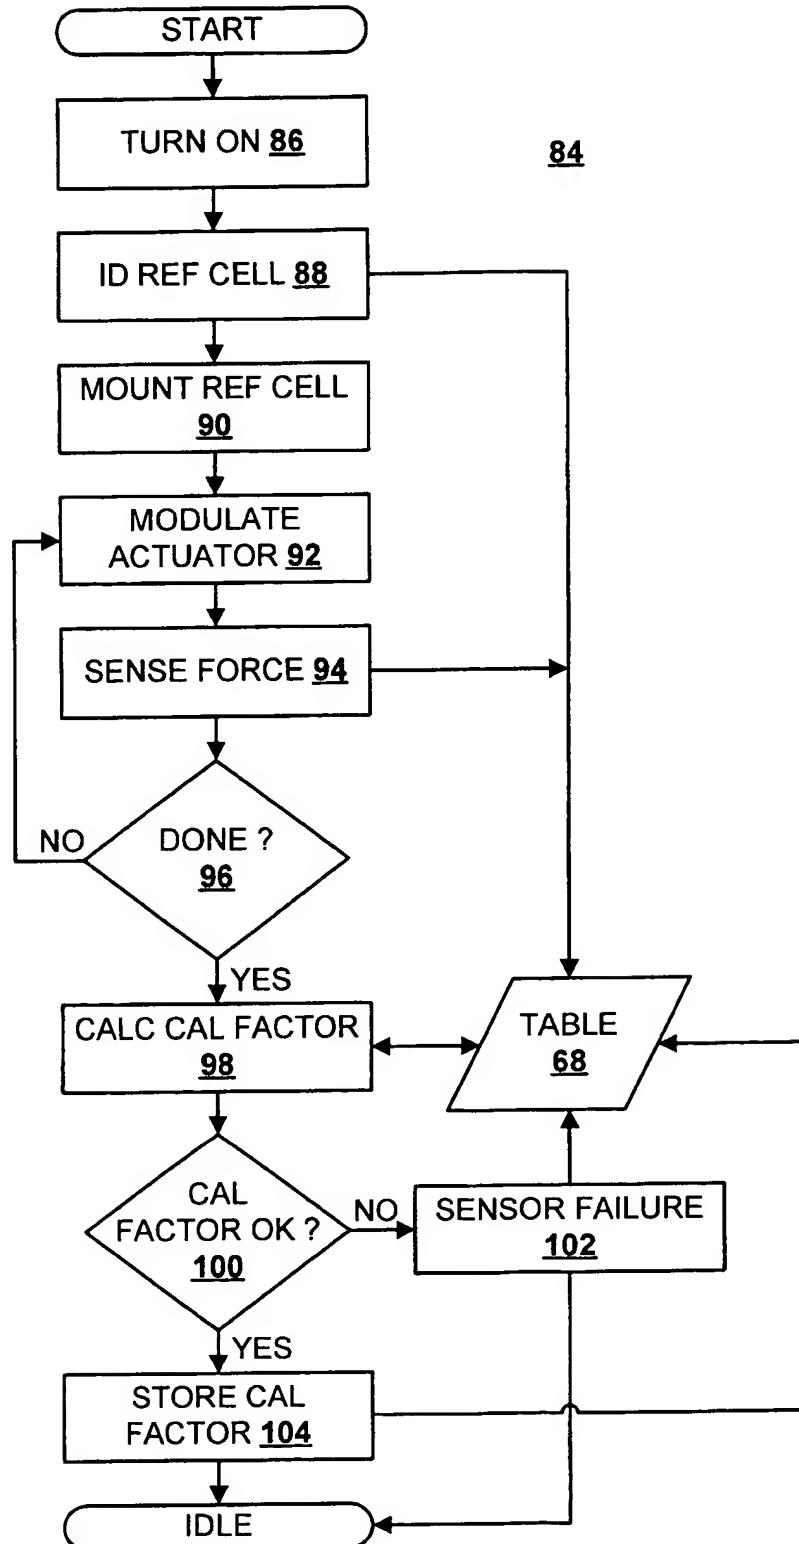 START
TURN ON 86
84
ID REF CELL 88
MOUNT REF CELL
90
MODULATE
ACTUATOR 92
SENSE FORCE 94
NO
DONE ?
96
YES
CALC CAL FACTOR
98
TABLE
68
CAL
FACTOR OK ?
100
NO
SENSOR FAILURE
102
YES
STORE CAL
FACTOR 104
IDLE